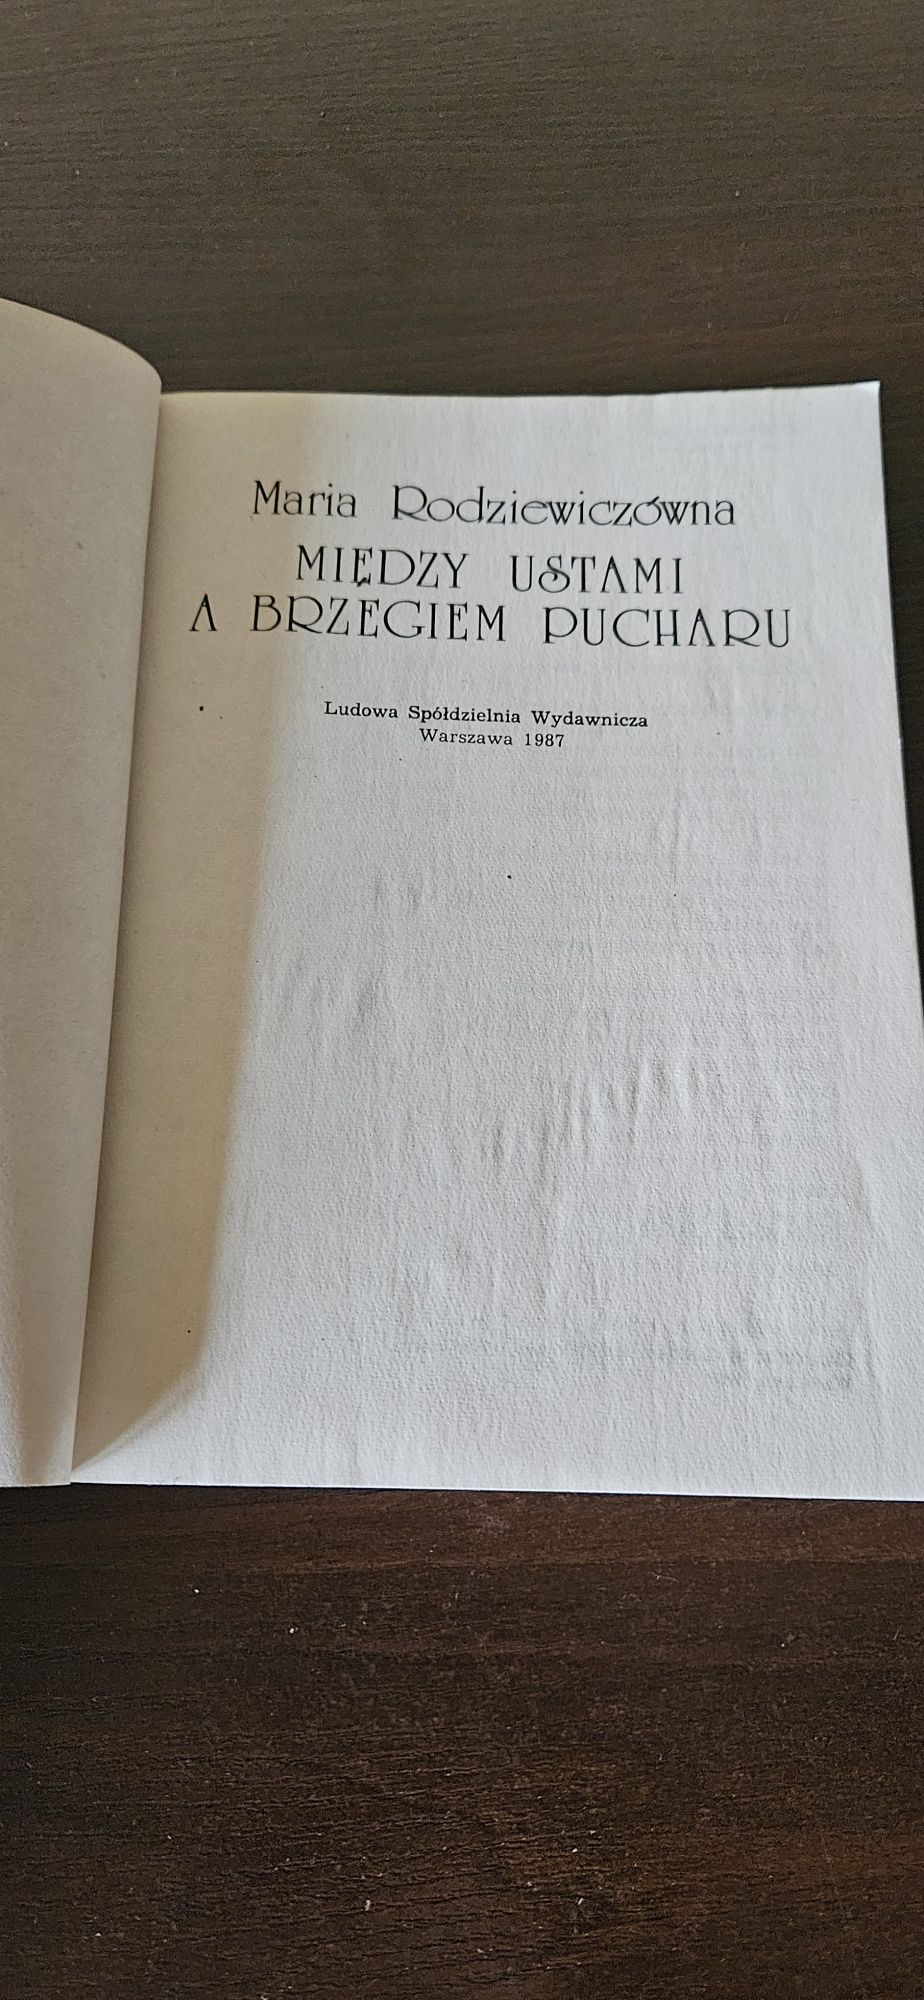 Maria Rodziewiczówna
MIĘDZY USTAMI
A BRZEGIEM PUCHARU
Ludowa Spółdzielnia Wydawnicza
Warszawa 1987